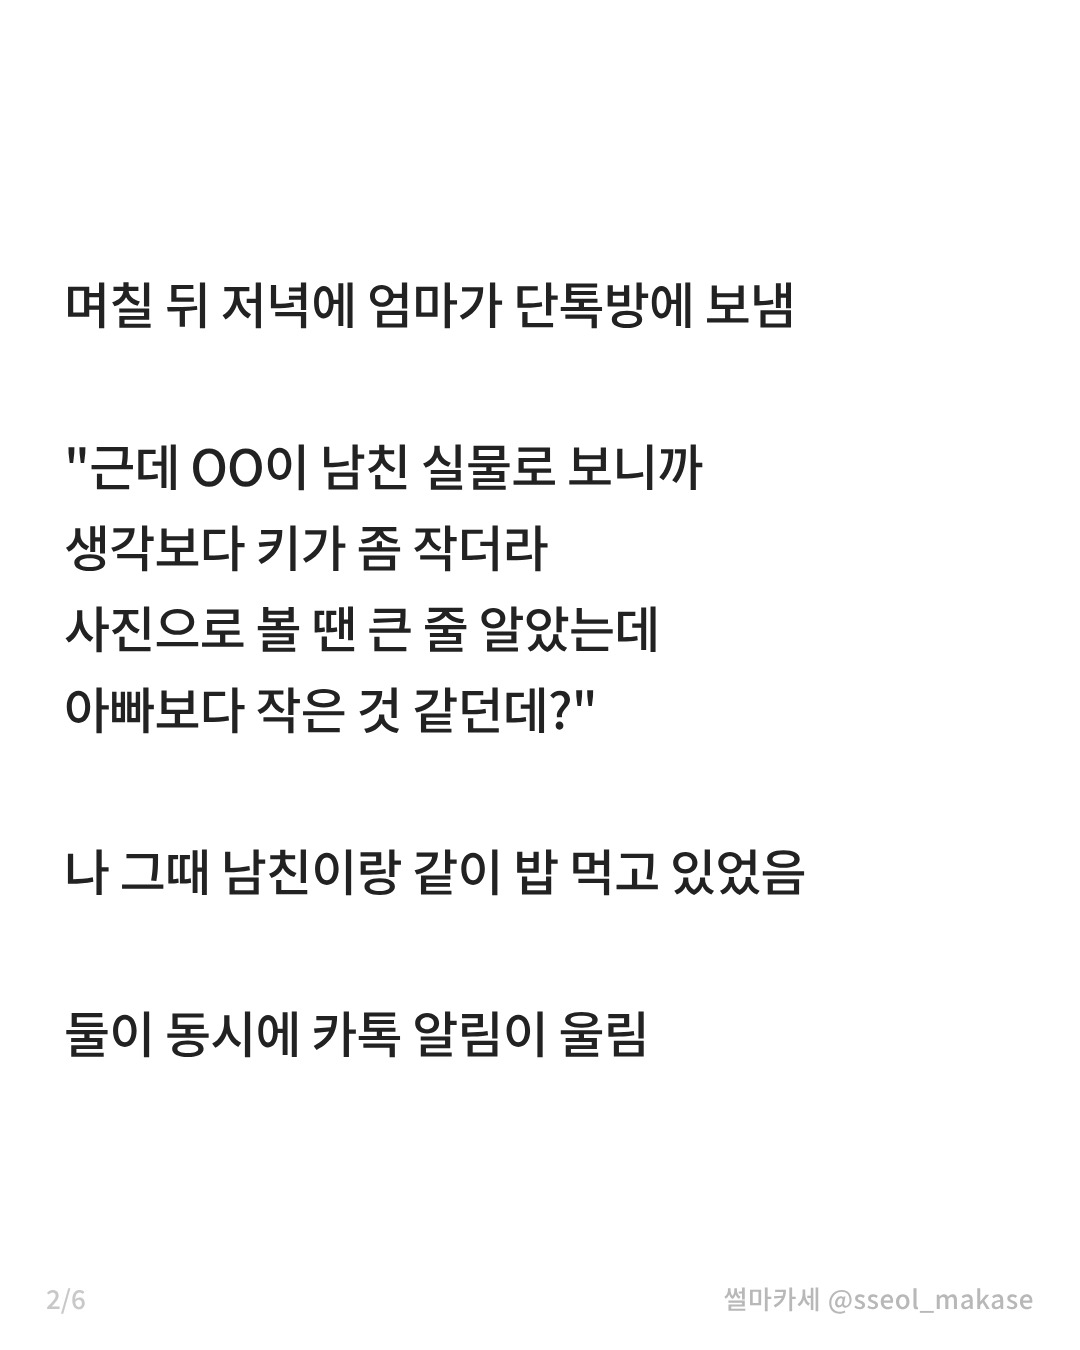 며칠 뒤 저녁에 엄마가 단톡방에 보냄
"근데 OO이 남친 실물로 보니까
생각보다 키가 좀 작더라
사진으로 볼 땐 큰 줄 알았는데
아빠보다 작은 것 같던데?"
나 그때 남친이랑 같이 밥 먹고 있었음
둘이 동시에 카톡 알림이 울림
2/6
썰마카세 @sseol_makase